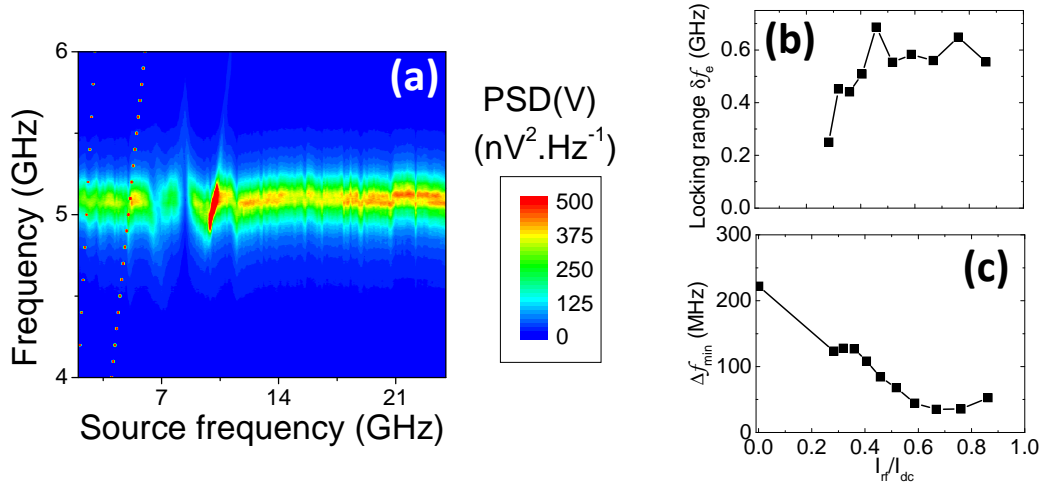 (a)
6
5
4
Frequency (GHz)
7
14
21
Source frequency (GHz)
PSD(V)
(nV².Hz⁻¹)
500
375
250
125
0
(b)
0.6
0.4
0.2
0.0
Locking range δfₑ (GHz)
(c)
300
200
100
0
Δf_min (MHz)
0.0
0.2
0.4
0.6
0.8
1.0
I_rf/I_dc